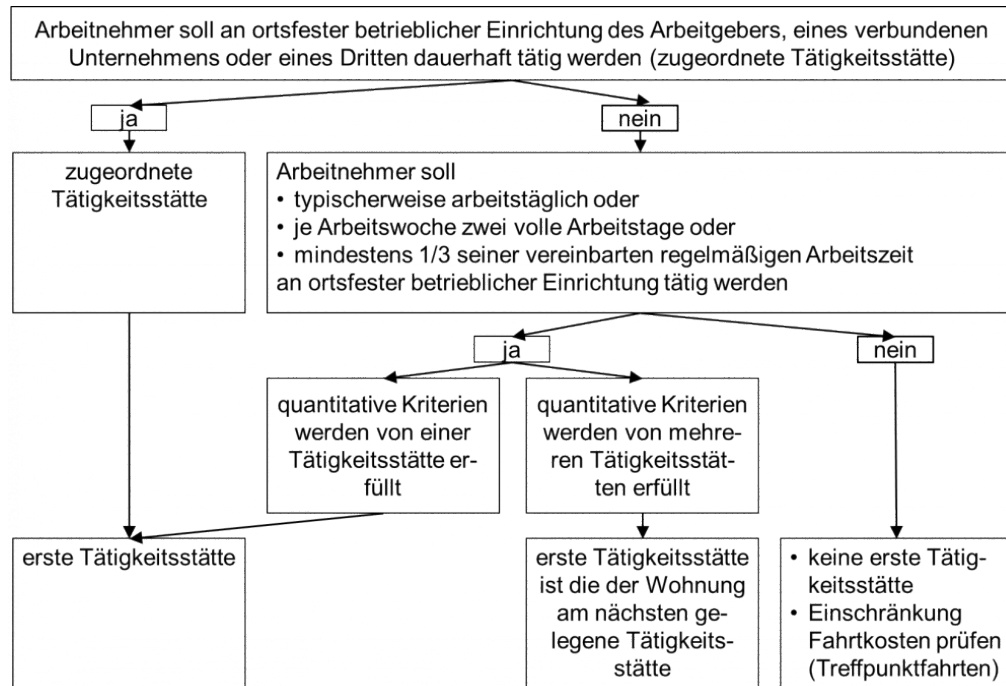 Arbeitnehmer soll an ortsfester betrieblicher Einrichtung des Arbeitgebers, eines verbundenen
Unternehmens oder eines Dritten dauerhaft tätig werden (zugeordnete Tätigkeitsstätte)
ja
nein
zugeordnete
Tätigkeitsstätte
Arbeitnehmer soll
• typischerweise arbeitstäglich oder
• je Arbeitswoche zwei volle Arbeitstage oder
• mindestens 1/3 seiner vereinbarten regelmäßigen Arbeitszeit
an ortsfester betrieblicher Einrichtung tätig werden
ja
nein
quantitative Kriterien
werden von einer
Tätigkeitsstätte er-
füllt
quantitative Kriterien
werden von mehre-
ren Tätigkeitsstät-
ten erfüllt
erste Tätigkeitsstätte
erste Tätigkeitsstätte
ist die der Wohnung
am nächsten ge-
legene Tätigkeits-
stätte
• keine erste Tätig-
keitsstätte
• Einschränkung
Fahrtkosten prüfen
(Treffpunktfahrten)